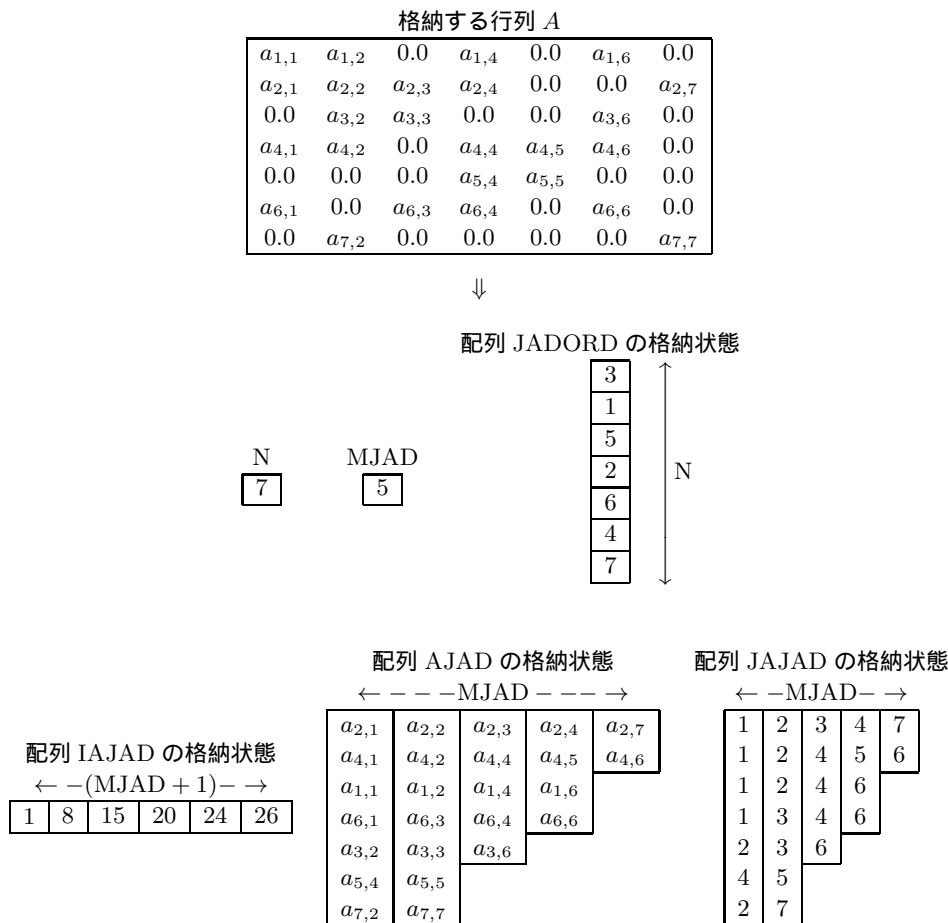 格納する行列 A
a1,1 a1,2 0.0 a1,4 0.0 a1,6 0.0
a2,1 a2,2 a2,3 a2,4 0.0 0.0 a2,7
0.0 a3,2 a3,3 0.0 0.0 a3,6 0.0
a4,1 a4,2 0.0 a4,4 a4,5 a4,6 0.0
0.0 0.0 0.0 a5,4 a5,5 0.0 0.0
a6,1 0.0 a6,3 a6,4 0.0 a6,6 0.0
0.0 a7,2 0.0 0.0 0.0 0.0 a7,7
⇓
配列 JADORD の格納状態
3
1
5
2
6
4
7
N
N
7
MJAD
5
配列 IAJAD の格納状態
← −(MJAD + 1)− →
1 8 15 20 24 26
配列 AJAD の格納状態
← − − −MJAD − −− →
a2,1 a2,2 a2,3 a2,4 a2,7
a4,1 a4,2 a4,4 a4,5 a4,6
a1,1 a1,2 a1,4 a1,6
a6,1 a6,3 a6,4 a6,6
a3,2 a3,3 a3,6
a5,4 a5,5
a7,2 a7,7
配列 JAJAD の格納状態
← −MJAD− →
1 2 3 4 7
1 2 4 5 6
1 2 4 6
1 3 4 6
2 3 6
4 5
2 7